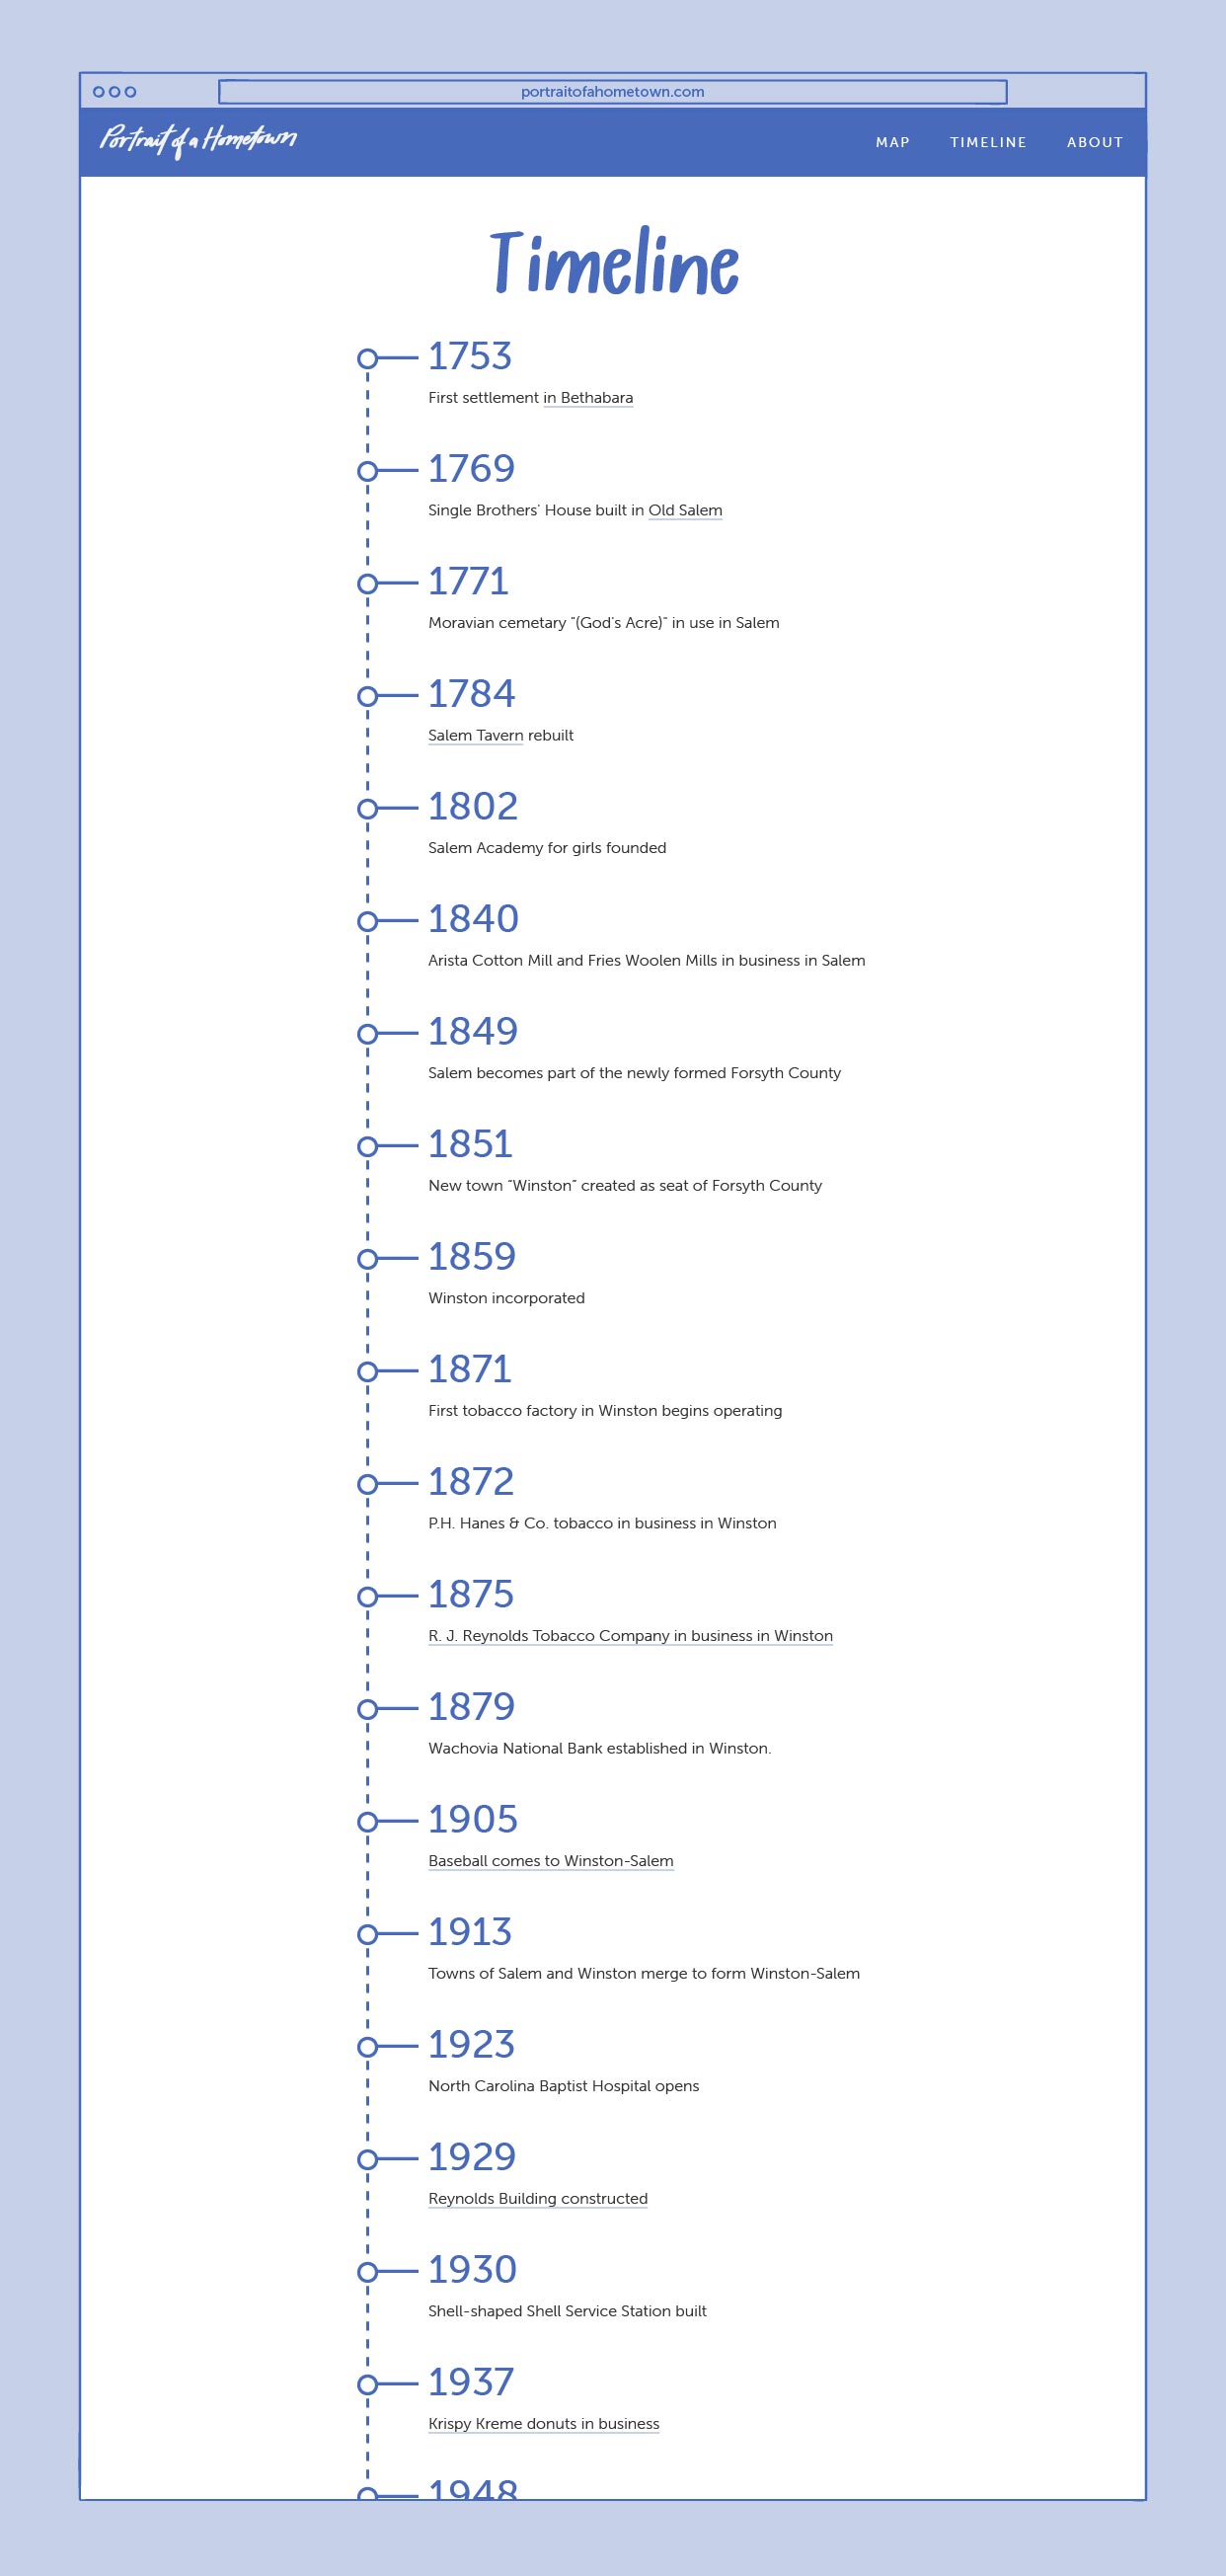 portraitofahometown.com
Portrait of a Hometown
MAP TIMELINE ABOUT
Timeline
1753
First settlement in Bethabara
1769
Single Brothers' House built in Old Salem
1771
Moravian cemetary "(God's Acre)" in use in Salem
1784
Salem Tavern rebuilt
1802
Salem Academy for girls founded
1840
Arista Cotton Mill and Fries Woolen Mills in business in Salem
1849
Salem becomes part of the newly formed Forsyth County
1851
New town "Winston" created as seat of Forsyth County
1859
Winston incorporated
1871
First tobacco factory in Winston begins operating
1872
P.H. Hanes & Co. tobacco in business in Winston
1875
R. J. Reynolds Tobacco Company in business in Winston
1879
Wachovia National Bank established in Winston.
1905
Baseball comes to Winston-Salem
1913
Towns of Salem and Winston merge to form Winston-Salem
1923
North Carolina Baptist Hospital opens
1929
Reynolds Building constructed
1930
Shell-shaped Shell Service Station built
1937
Krispy Kreme donuts in business
1948